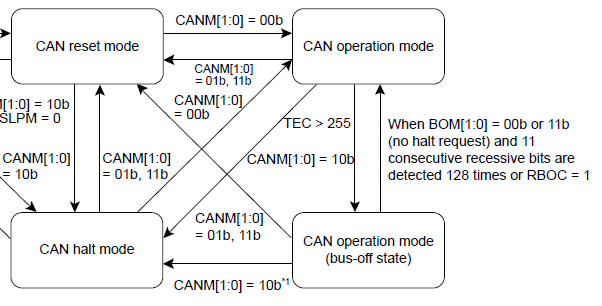 CANM[1:0] = 00b
CAN reset mode
CAN operation mode
CANM[1:0]
= 01b, 11b
CANM[1:0]
= 00b
[1:0] = 10b
SLPM = 0
TEC > 255
When BOM[1:0] = 00b or 11b
(no halt request) and 11
consecutive recessive bits are
detected 128 times or RBOC = 1
CANM[1:0]
= 10b
CANM[1:0]
= 01b, 11b
CANM[1:0] = 10b
CANM[1:0]
= 01b, 11b
CAN halt mode
CAN operation mode
(bus-off state)
CANM[1:0] = 10b*1